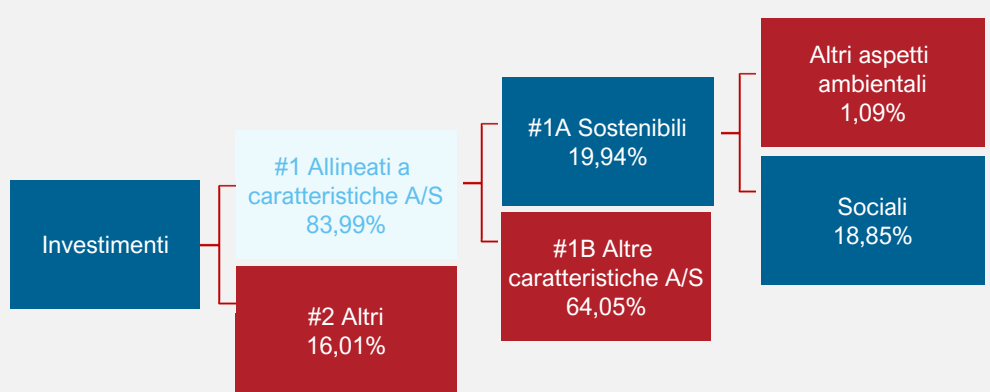 Investimenti
#1 Allineati a
caratteristiche A/S
83,99%
#2 Altri
16,01%
#1A Sostenibili
19,94%
#1B Altre
caratteristiche A/S
64,05%
Altri aspetti
ambientali
1,09%
Sociali
18,85%